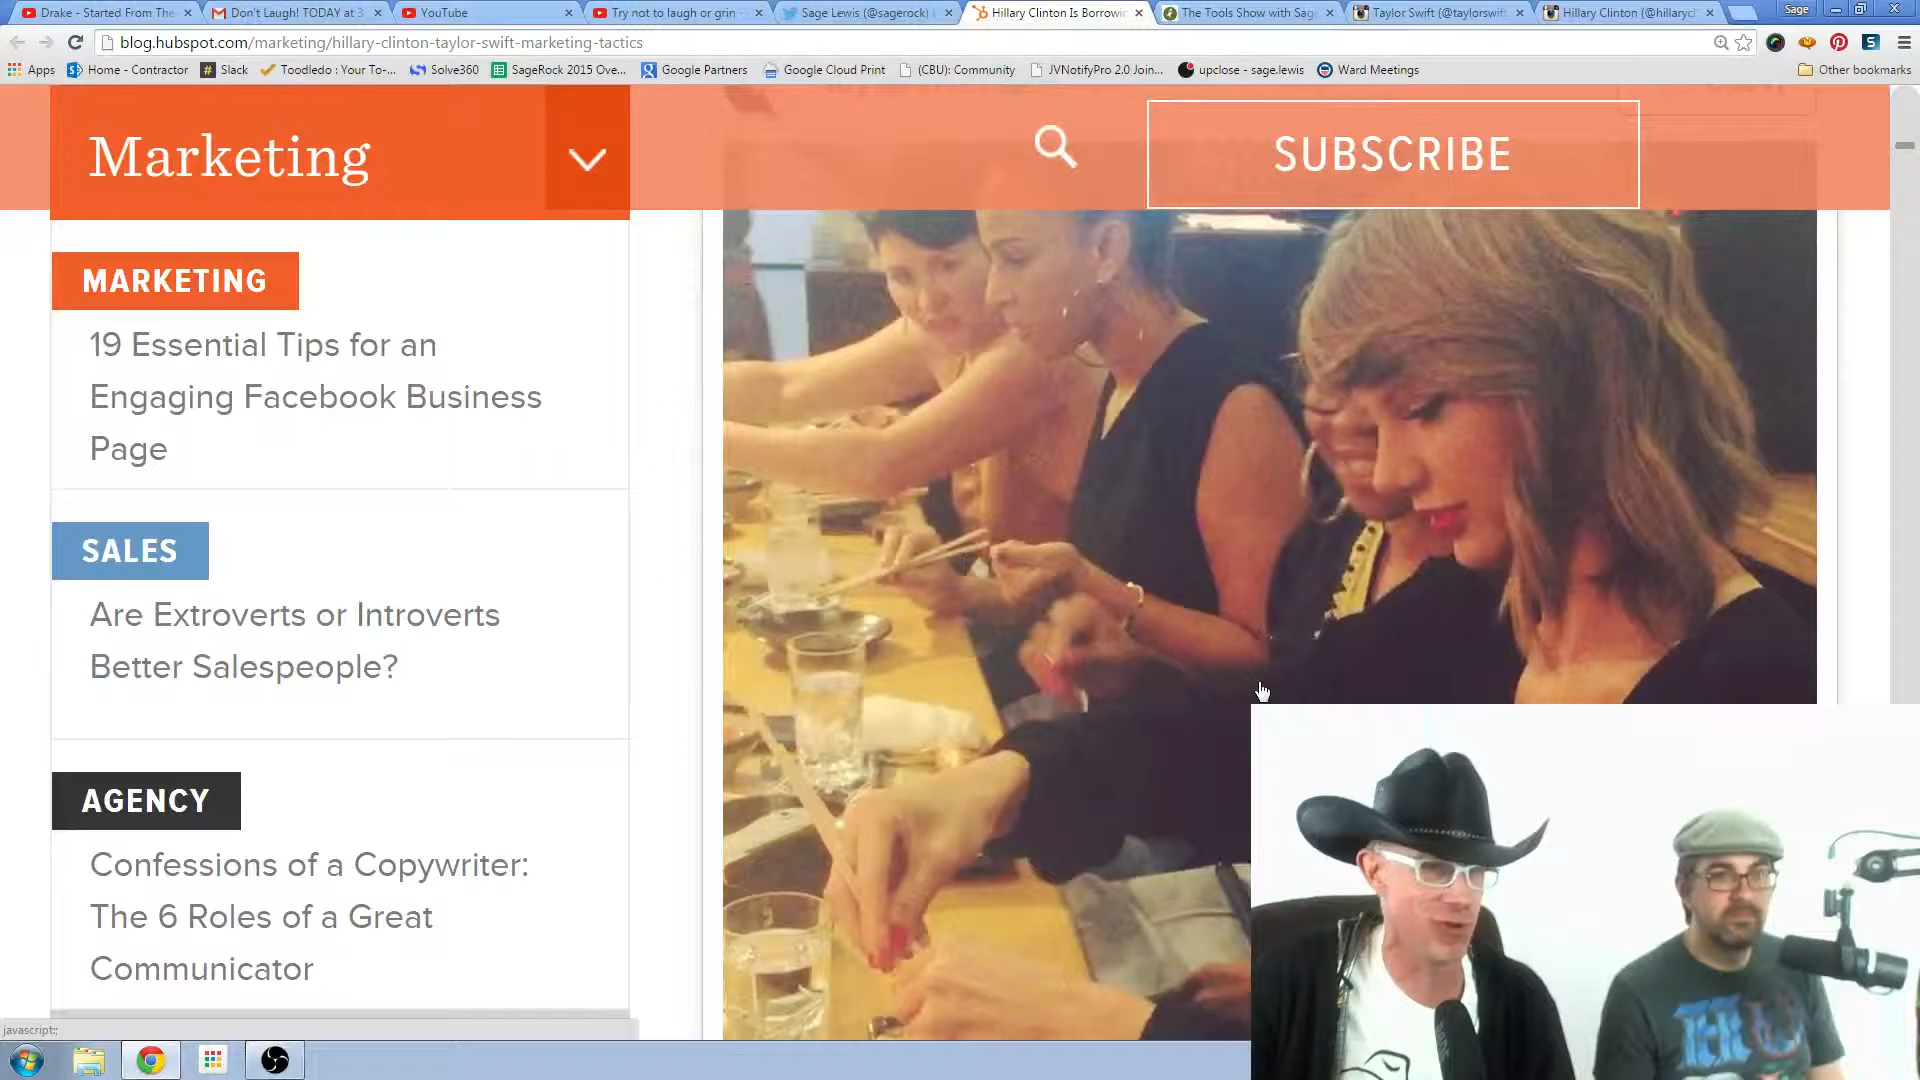 Drake - Started From The
Don't Laugh! TODAY at 3
YouTube
Try not to laugh or grin -
Sage Lewis (@sagerock) |
Hillary Clinton Is Borrowin
The Tools Show with Sage
Taylor Swift (@taylorswift
Hillary Clinton (@hillarycl
Sage
blog.hubspot.com/marketing/hillary-clinton-taylor-swift-marketing-tactics
Apps
Home - Contractor
Slack
Toodledo : Your To-...
Solve360
SageRock 2015 Ove...
Google Partners
Google Cloud Print
(CBU): Community
JVNotifyPro 2.0 Join...
upclose - sage.lewis
Ward Meetings
Other bookmarks
Marketing
SUBSCRIBE
MARKETING
19 Essential Tips for an
Engaging Facebook Business
Page
SALES
Are Extroverts or Introverts
Better Salespeople?
AGENCY
Confessions of a Copywriter:
The 6 Roles of a Great
Communicator
javascript:;